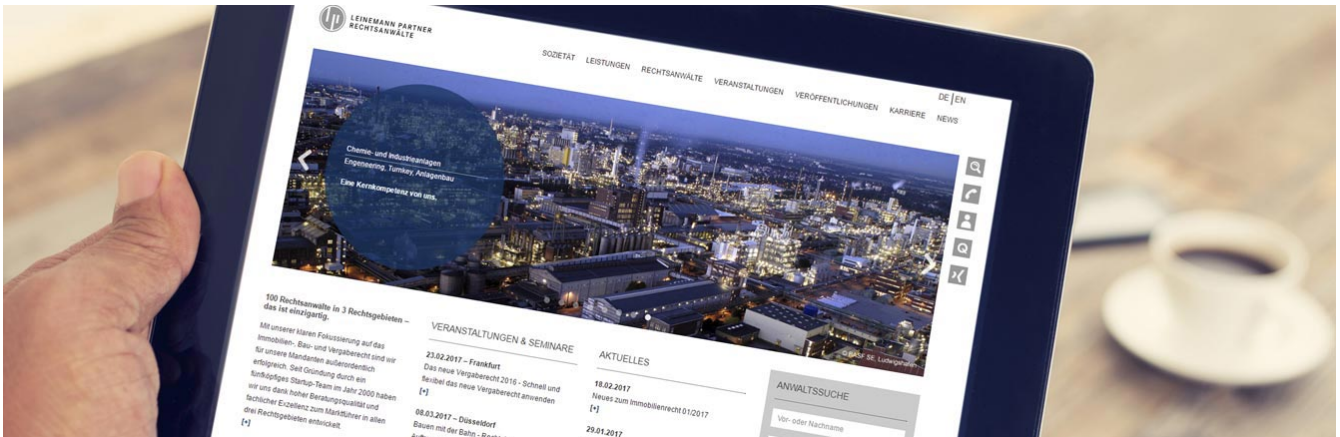 LEINEMANN PARTNER
RECHTSANWÄLTE
DE | EN
SOZIETÄT LEISTUNGEN RECHTSANWÄLTE VERANSTALTUNGEN VERÖFFENTLICHUNGEN KARRIERE NEWS
Chemie- und Industrieanlagen
Engeneering, Turnkey, Anlagenbau
Eine Kernkompetenz von uns.
© BASF SE, Ludwigshafen
100 Rechtsanwälte in 3 Rechtsgebieten –
das ist einzigartig.
Mit unserer klaren Fokussierung auf das
Immobilien-, Bau- und Vergaberecht sind wir
für unsere Mandanten außerordentlich
erfolgreich. Seit Gründung durch ein
fünfköpfiges Startup-Team im Jahr 2000 haben
wir uns dank hoher Beratungsqualität und
fachlicher Exzellenz zum Marktführer in allen
drei Rechtsgebieten entwickelt.
[+]
VERANSTALTUNGEN & SEMINARE
23.02.2017 – Frankfurt
Das neue Vergaberecht 2016 - Schnell und
flexibel das neue Vergaberecht anwenden
[+]
08.03.2017 – Düsseldorf
Bauen mit der Bahn -
AKTUELLES
18.02.2017
Neues zum Immobilienrecht 01/2017
[+]
29.01.2017
ANWALTSSUCHE
Vor- oder Nachname